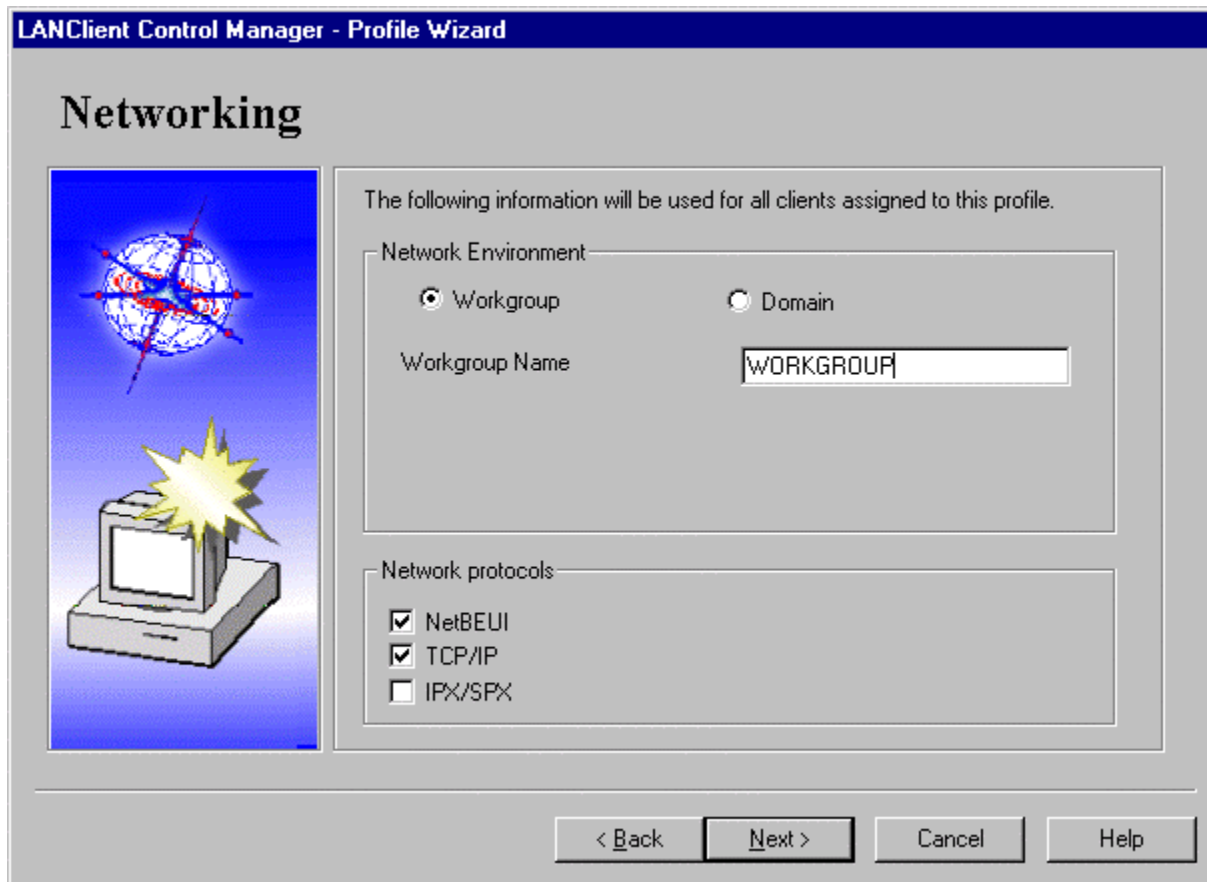 LANClient Control Manager - Profile Wizard
Networking
The following information will be used for all clients assigned to this profile.
Network Environment
Workgroup Domain
Workgroup Name WORKGROUP
Network protocols
NetBEUI
TCP/IP
IPX/SPX
< Back Next > Cancel Help